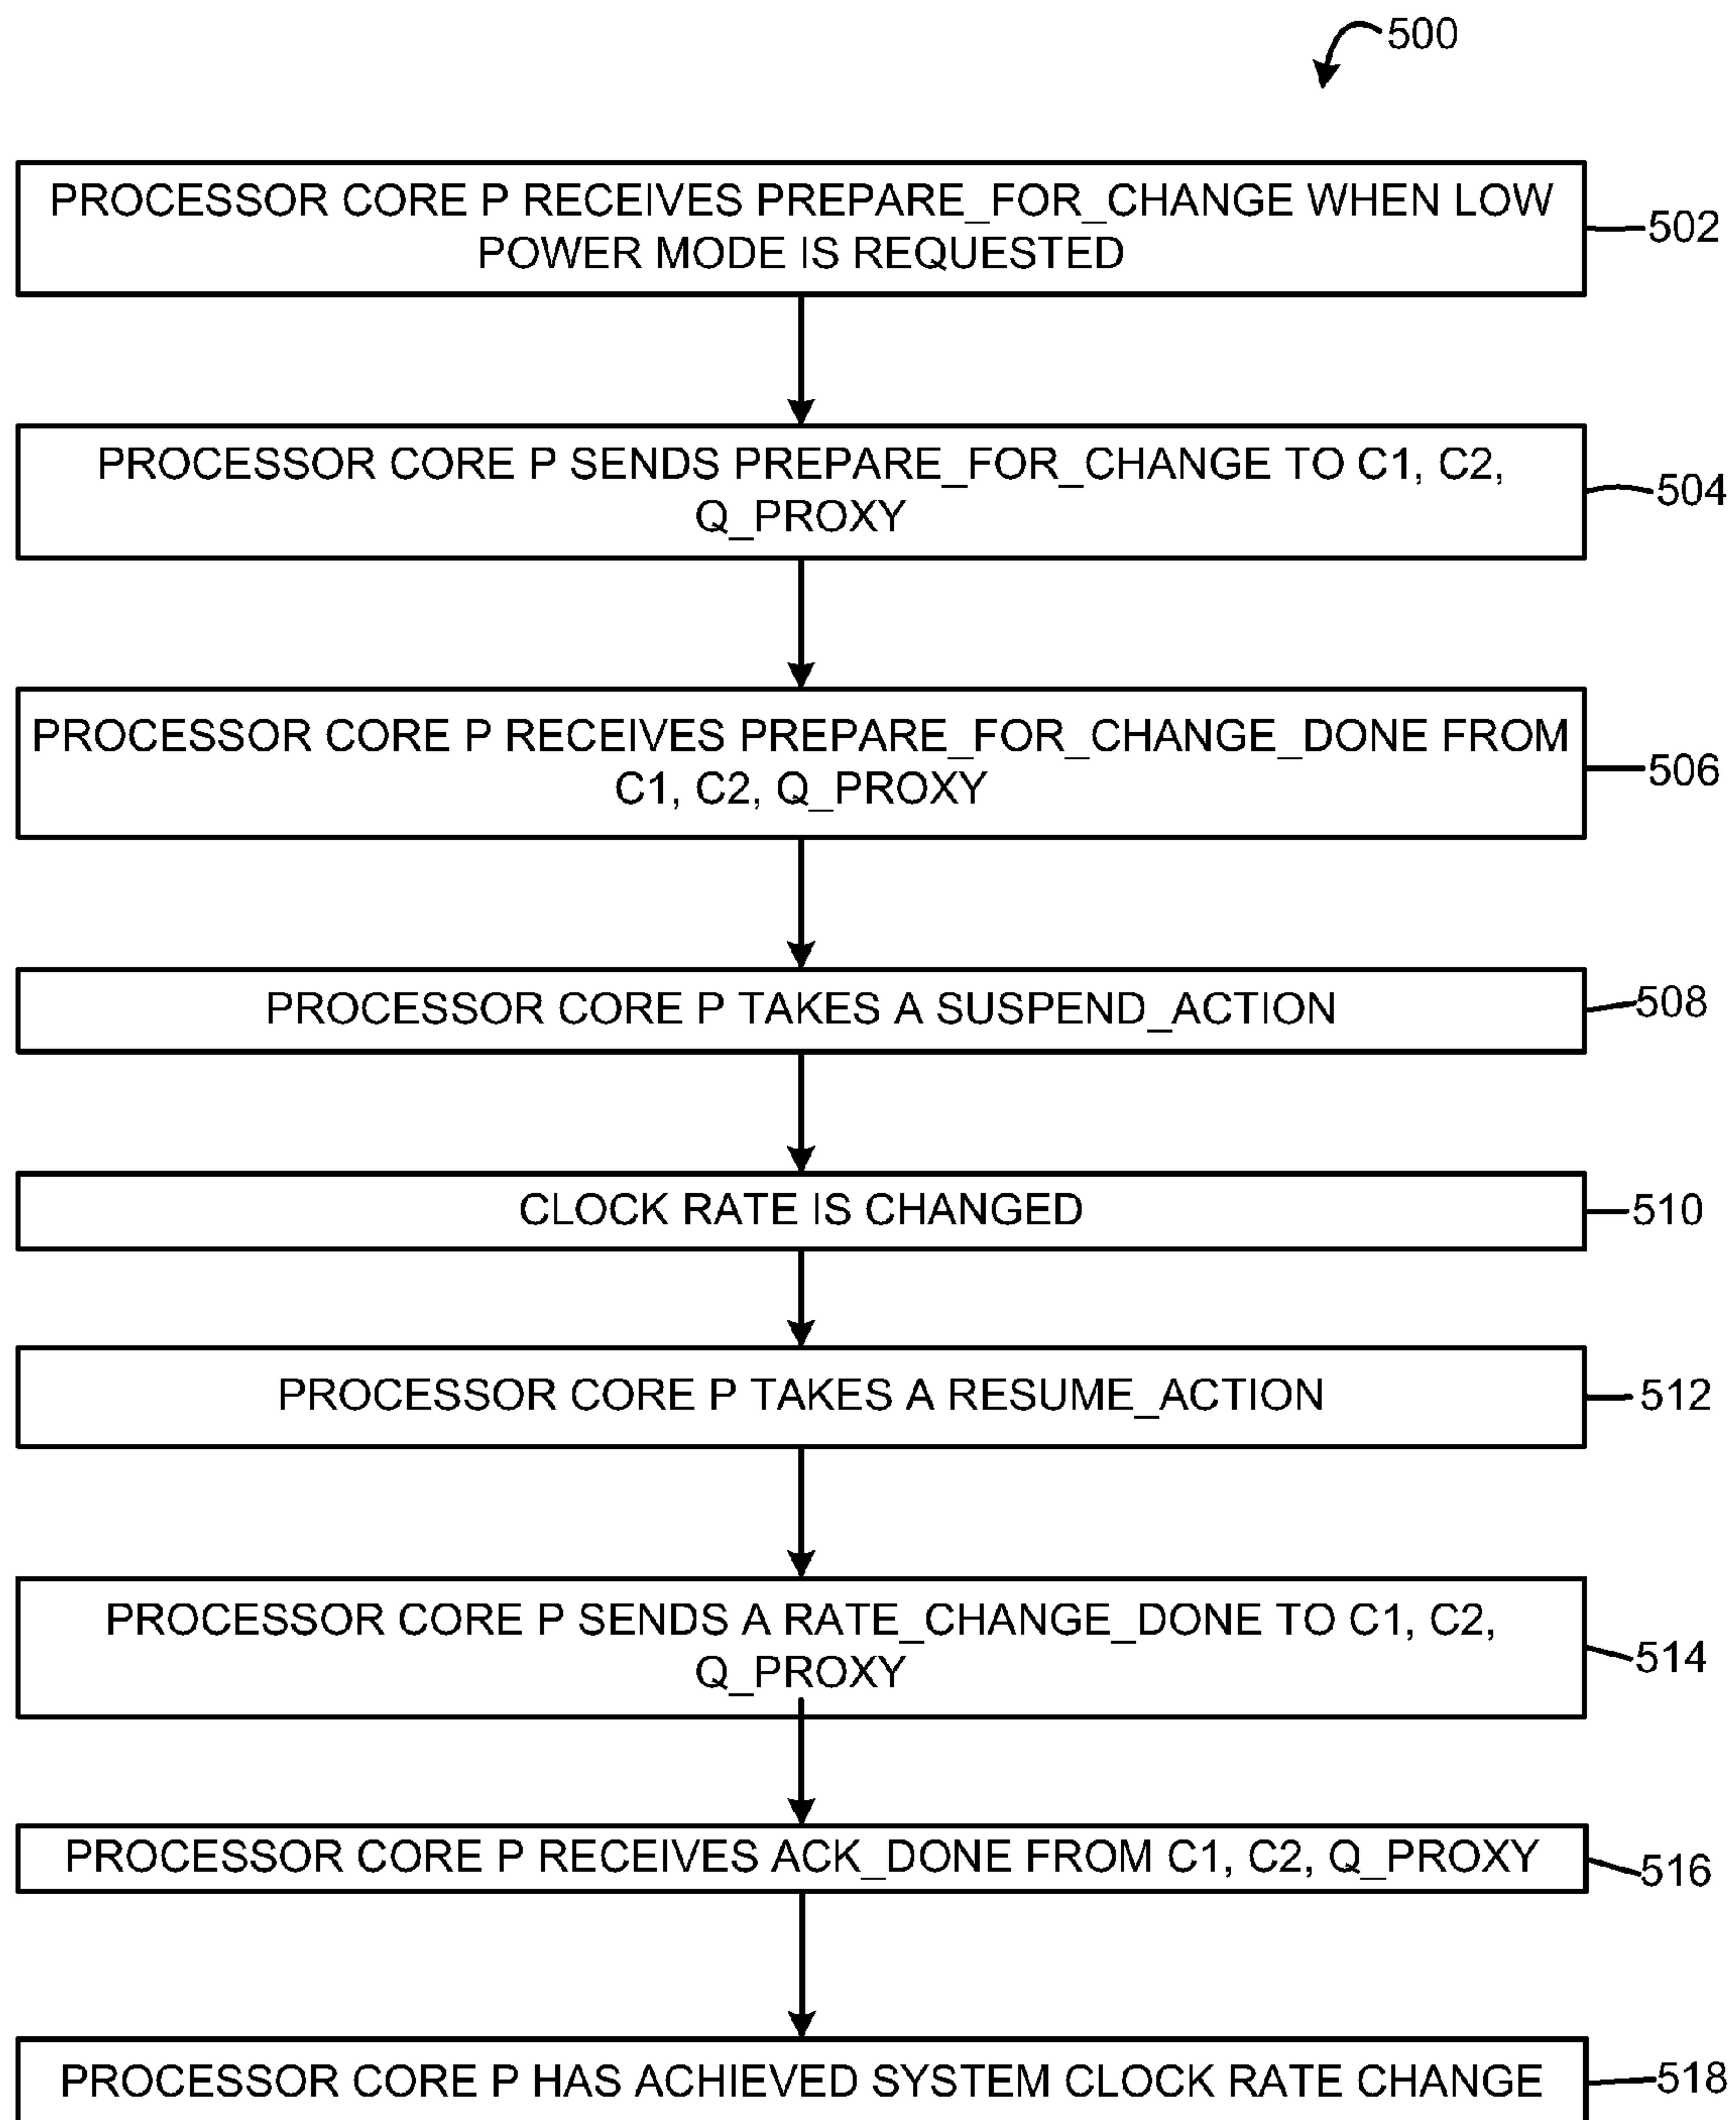 500
PROCESSOR CORE P RECEIVES PREPARE_FOR_CHANGE WHEN LOW
POWER MODE IS REQUESTED
502
PROCESSOR CORE P SENDS PREPARE_FOR_CHANGE TO C1, C2,
Q_PROXY
504
PROCESSOR CORE P RECEIVES PREPARE_FOR_CHANGE_DONE FROM
C1, C2, Q_PROXY
506
PROCESSOR CORE P TAKES A SUSPEND_ACTION
508
CLOCK RATE IS CHANGED
510
PROCESSOR CORE P TAKES A RESUME_ACTION
512
PROCESSOR CORE P SENDS A RATE_CHANGE_DONE TO C1, C2,
Q_PROXY
514
PROCESSOR CORE P RECEIVES ACK_DONE FROM C1, C2, Q_PROXY
516
PROCESSOR CORE P HAS ACHIEVED SYSTEM CLOCK RATE CHANGE
518